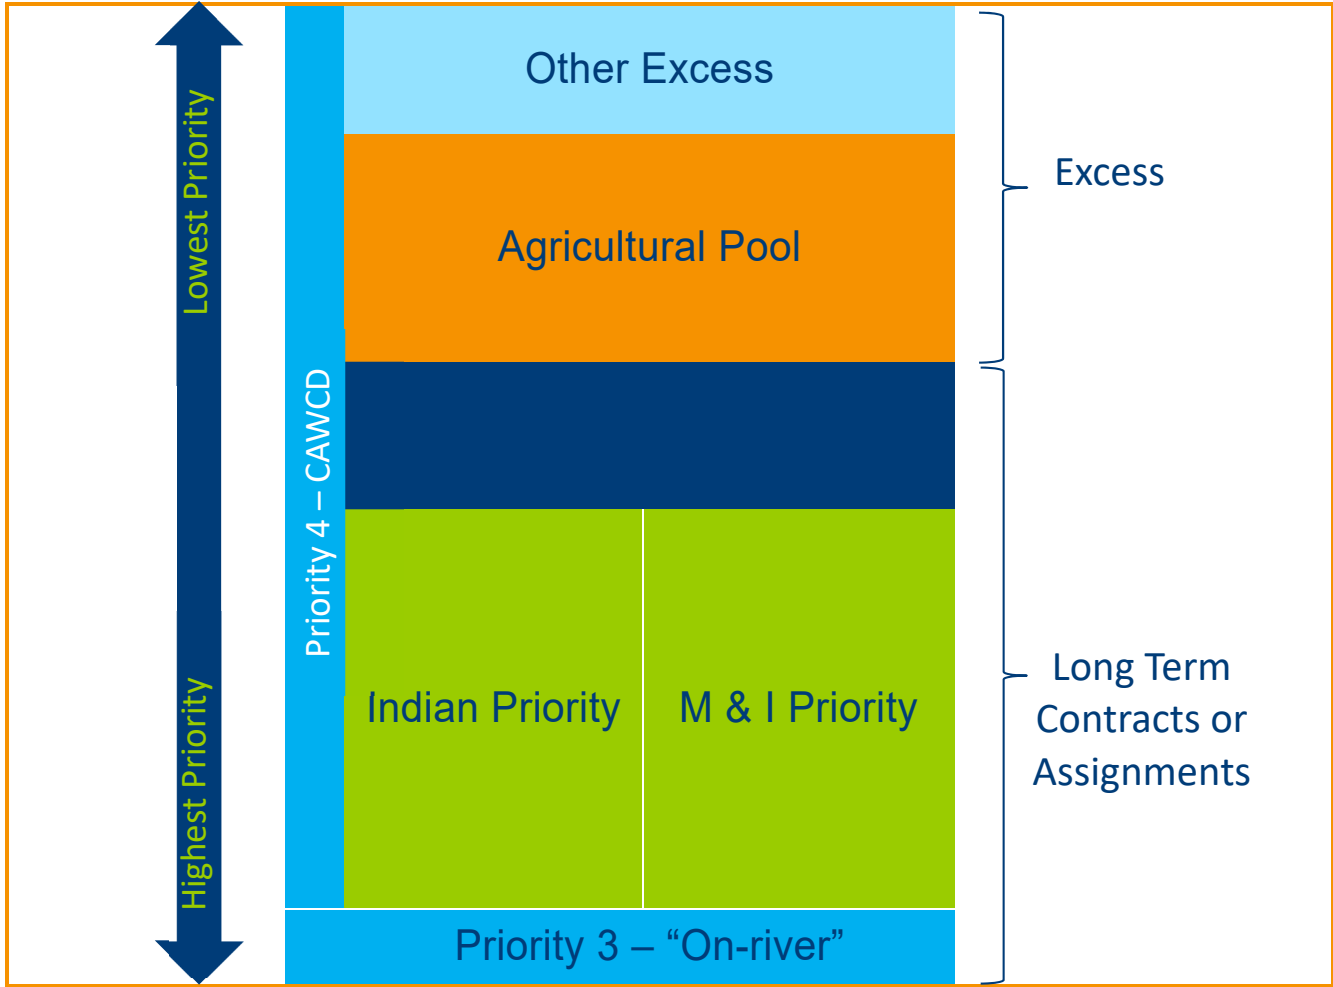 Lowest Priority
Highest Priority
Priority 4 – CAWCD
Other Excess
Agricultural Pool
Indian Priority
M & I Priority
Priority 3 – “On-river”
Excess
Long Term
Contracts or
Assignments